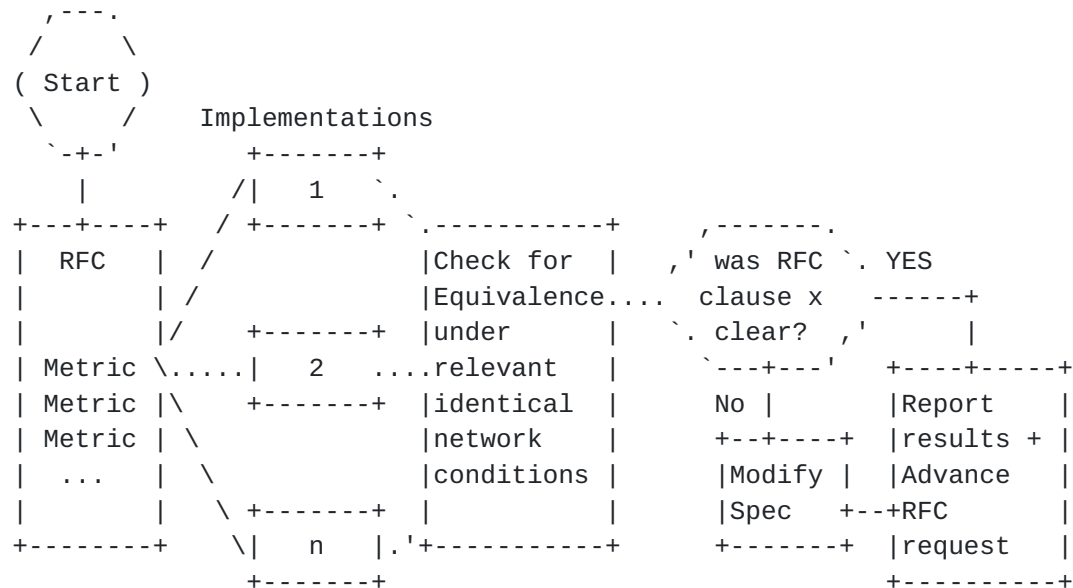 Start
Implementations
1
RFC Check for was RFC YES
Equivalence clause x
under clear?
Metric 2 relevant
Metric identical No Report
Metric network results +
... conditions Modify Advance
Spec RFC
n request